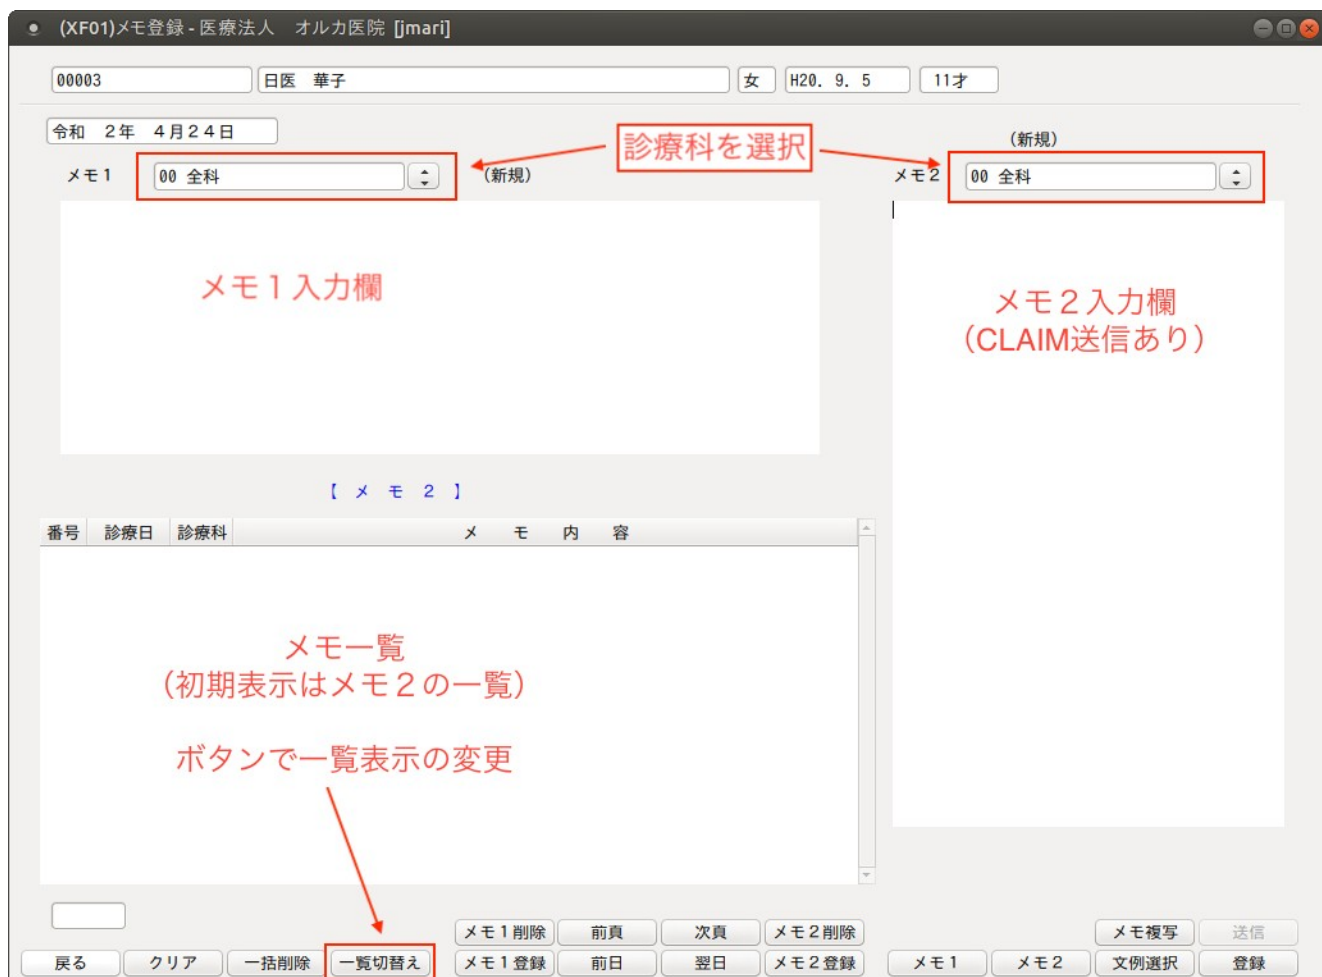 (XF01)メモ登録 - 医療法人　オルカ医院 [jmari]
00003 日医　華子 女 H20. 9. 5 11才
令和　2年　4月24日
診療科を選択
(新規)
メモ1 00 全科 (新規) メモ2 00 全科
メモ１入力欄
メモ２入力欄
（CLAIM送信あり）
【 メ モ 2 】
番号 診療日 診療科 メ　モ　内　容
メモ一覧
（初期表示はメモ２の一覧）
ボタンで一覧表示の変更
メモ1削除 前頁 次頁 メモ2削除 メモ複写 送信
戻る クリア 一括削除 一覧切替え メモ1登録 前日 翌日 メモ2登録 メモ1 メモ2 文例選択 登録